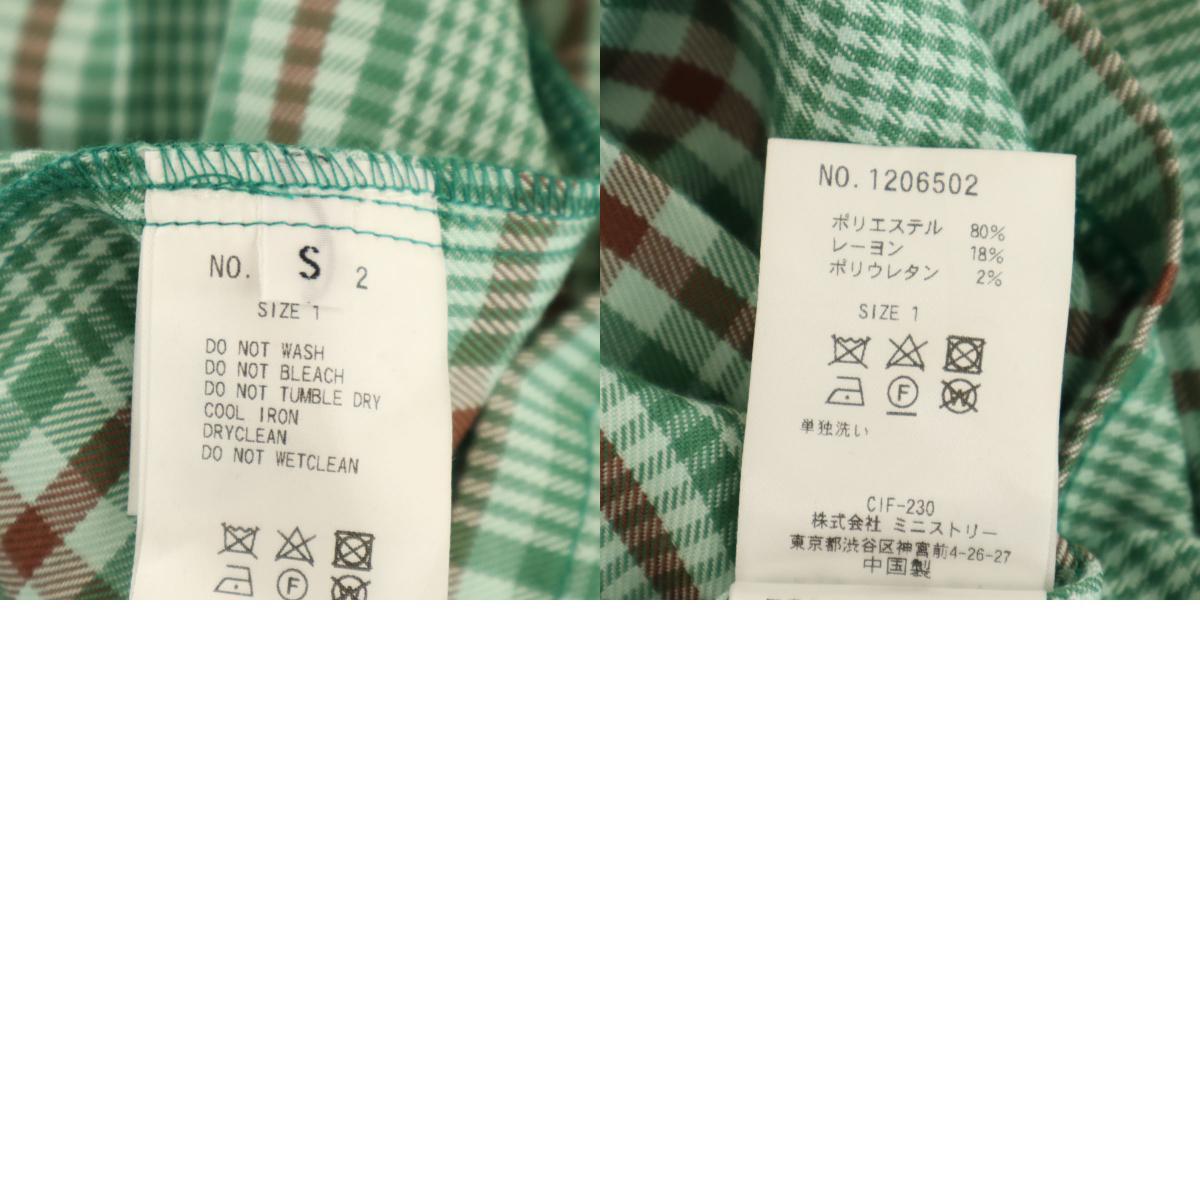 NO. S 2
SIZE 1
DO NOT WASH
DO NOT BLEACH
DO NOT TUMBLE DRY
COOL IRON
DRYCLEAN
DO NOT WETCLEAN
F
W
NO.1206502
ポリエステル 80%
レーヨン 18%
ポリウレタン 2%
SIZE 1
F W
単独洗い
CIF-230
株式会社 ミニストリー
東京都渋谷区神宮前4-26-27
中国製